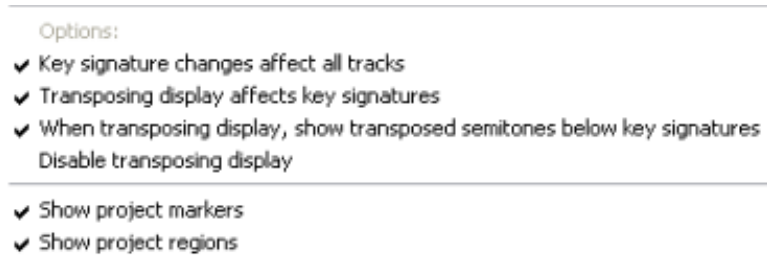 Options:
Key signature changes affect all tracks
Transposing display affects key signatures
When transposing display, show transposed semitones below key signatures
Disable transposing display
Show project markers
Show project regions